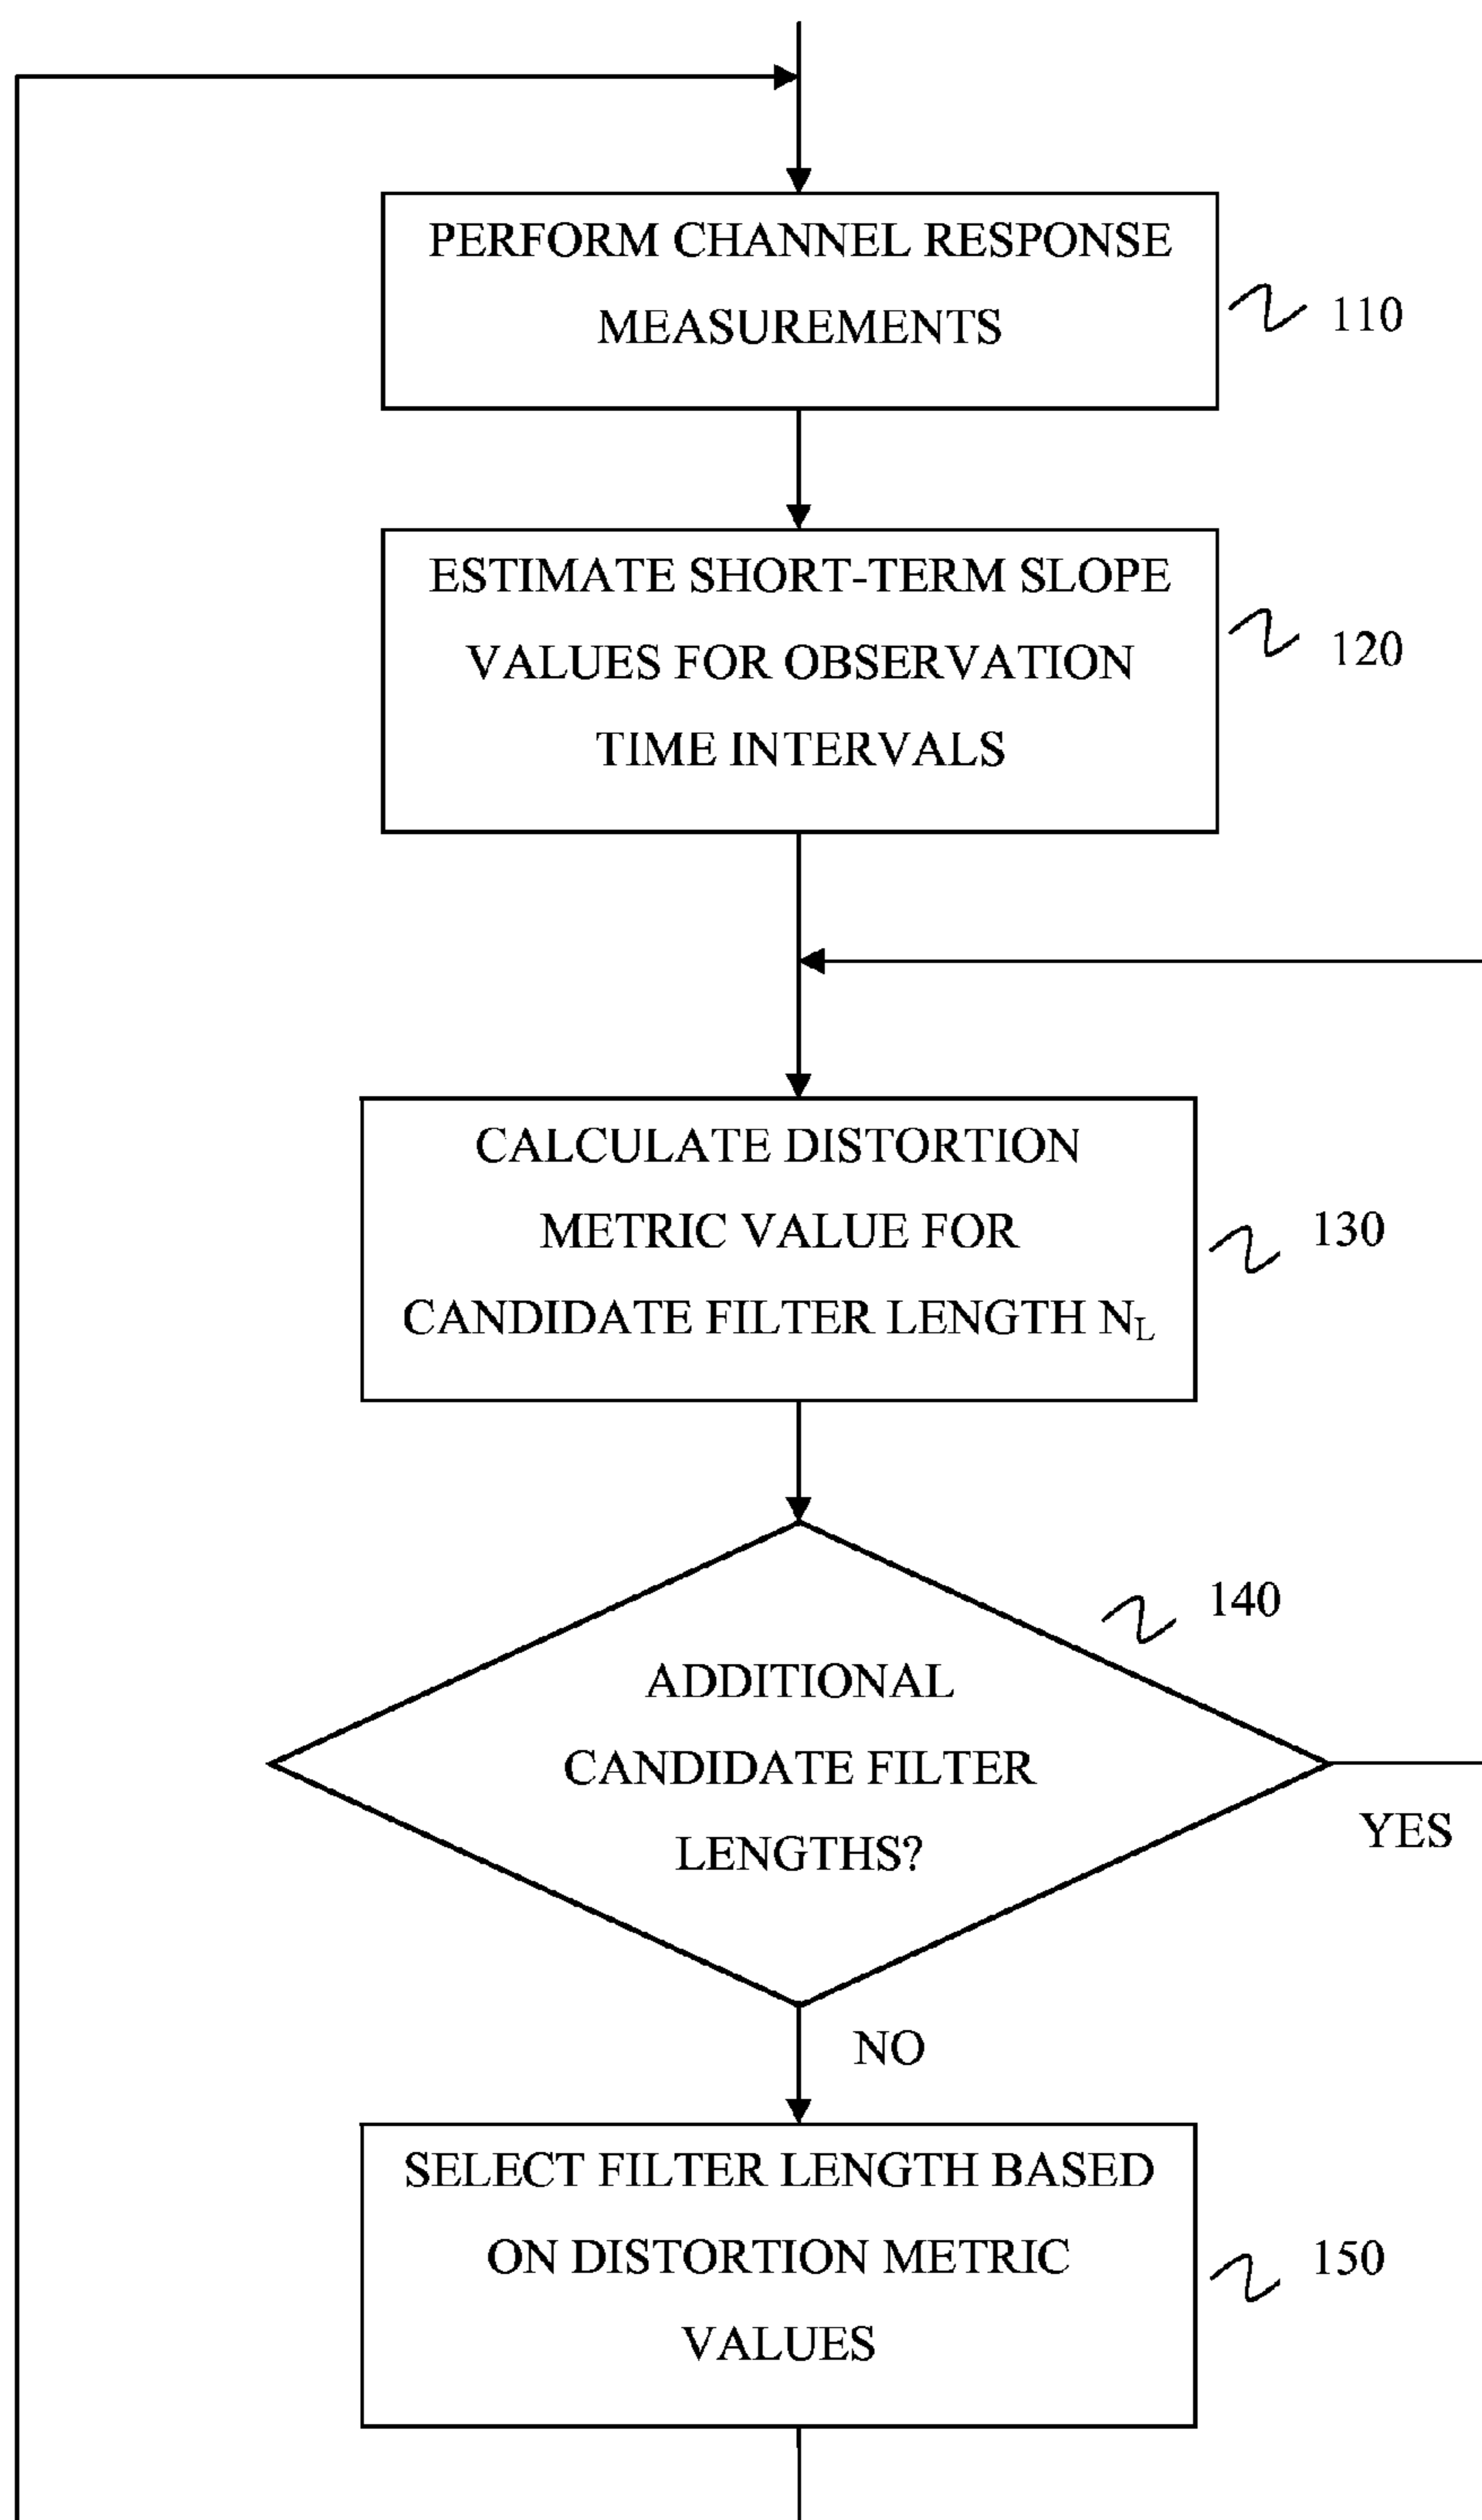 PERFORM CHANNEL RESPONSE
MEASUREMENTS
110
ESTIMATE SHORT-TERM SLOPE
VALUES FOR OBSERVATION
TIME INTERVALS
120
CALCULATE DISTORTION
METRIC VALUE FOR
CANDIDATE FILTER LENGTH N_L
130
140
ADDITIONAL
CANDIDATE FILTER
LENGTHS?
YES
NO
SELECT FILTER LENGTH BASED
ON DISTORTION METRIC
VALUES
150